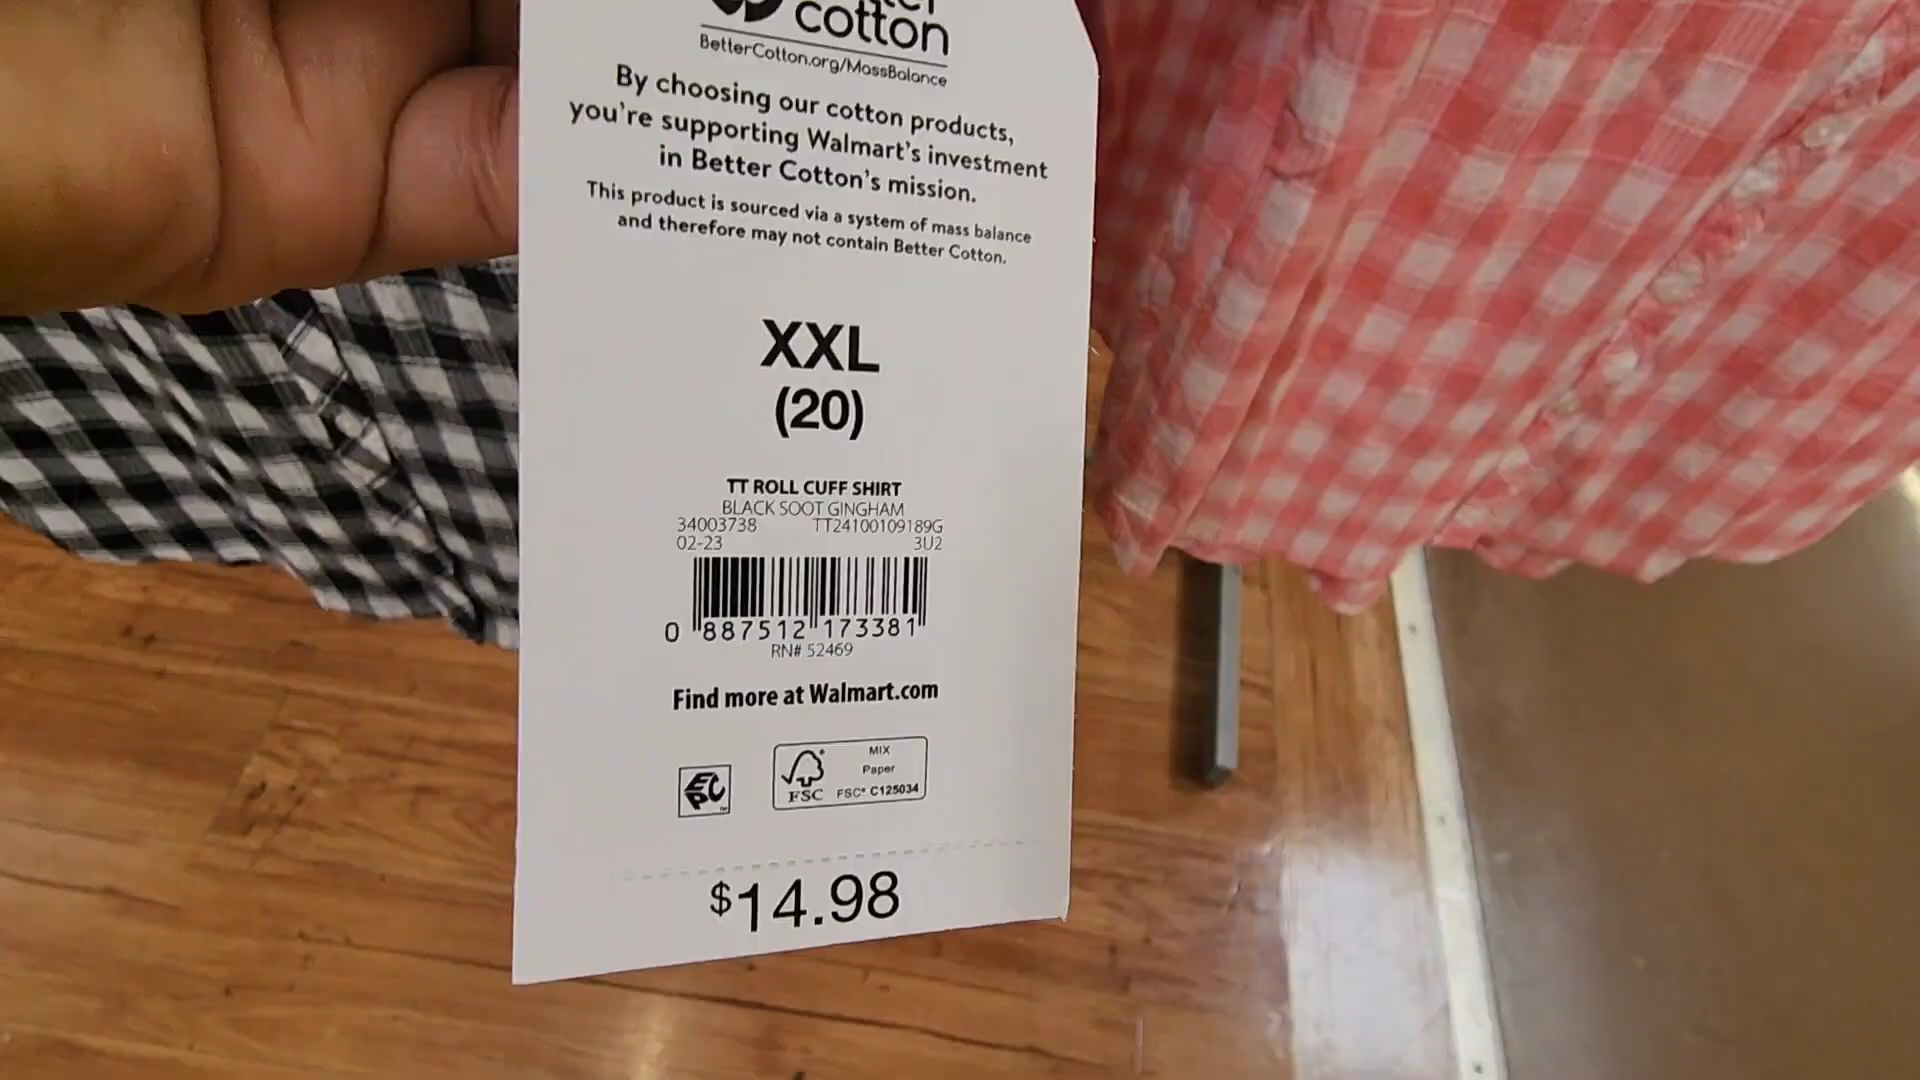 cotton
BetterCotton.org/MassBalance
By choosing our cotton products,
you're supporting Walmart's investment
in Better Cotton's mission.
This product is sourced via a system of mass balance
and therefore may not contain Better Cotton.
XXL
(20)
TT ROLL CUFF SHIRT
BLACK SOOT GINGHAM
34003738 TT24100109189G
02-23 3U2
0 887512 173381
RN# 52469
Find more at Walmart.com
EPC
MIX
Paper
FSC FSC® C125034
$14.98